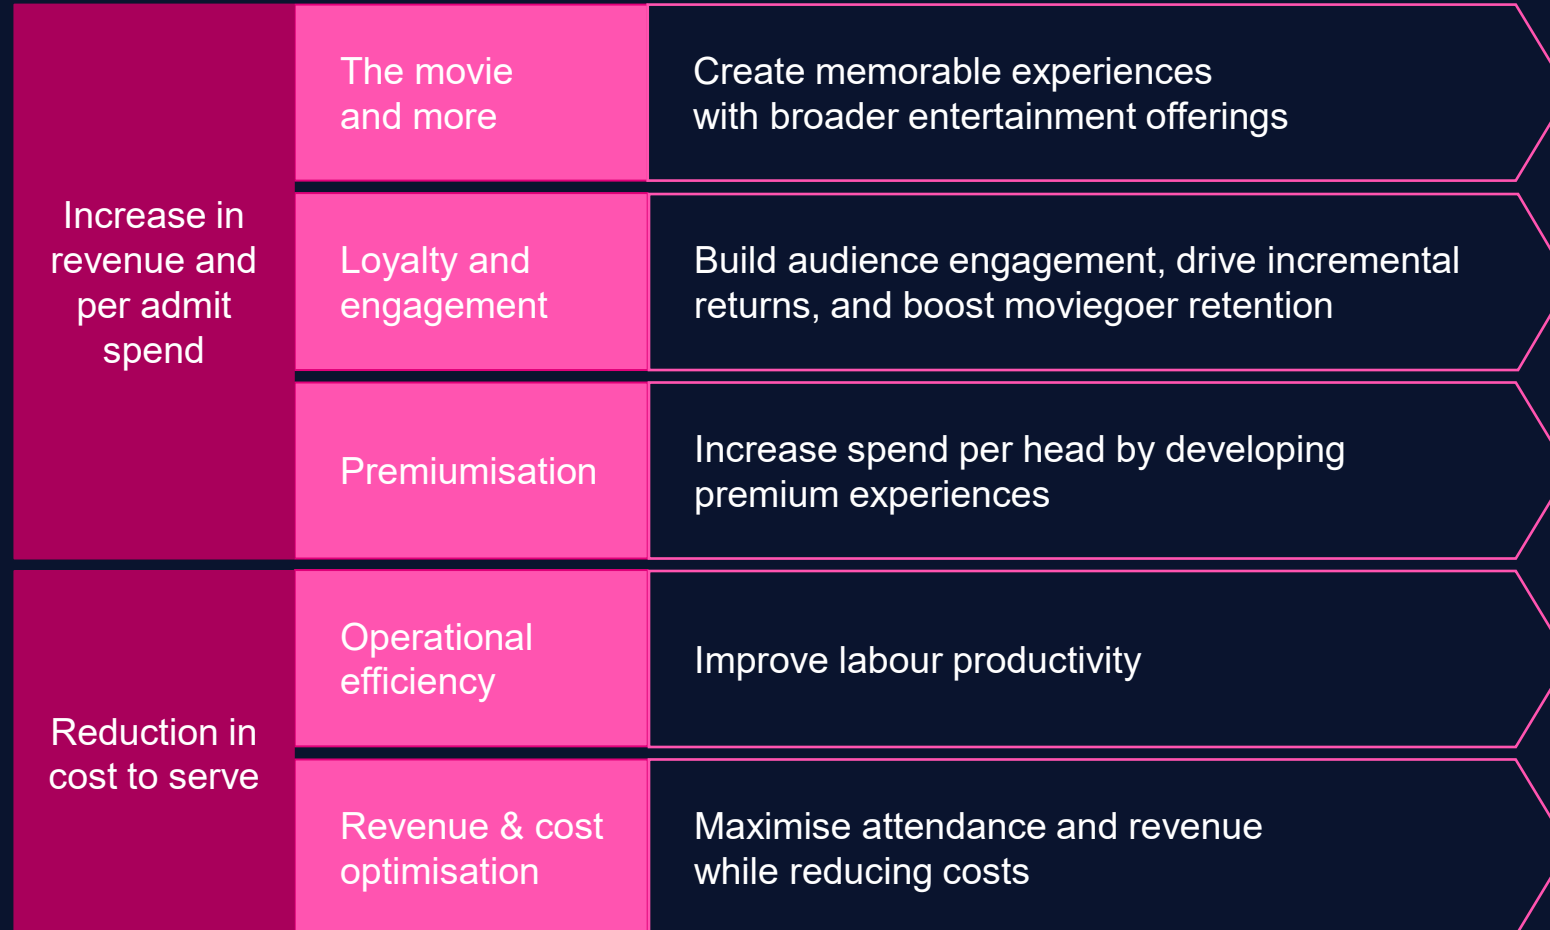 Increase in
revenue and
per admit
spend
The movie
and more
Create memorable experiences
with broader entertainment offerings
Loyalty and
engagement
Build audience engagement, drive incremental
returns, and boost moviegoer retention
Premiumisation
Increase spend per head by developing
premium experiences
Reduction in
cost to serve
Operational
efficiency
Improve labour productivity
Revenue & cost
optimisation
Maximise attendance and revenue
while reducing costs